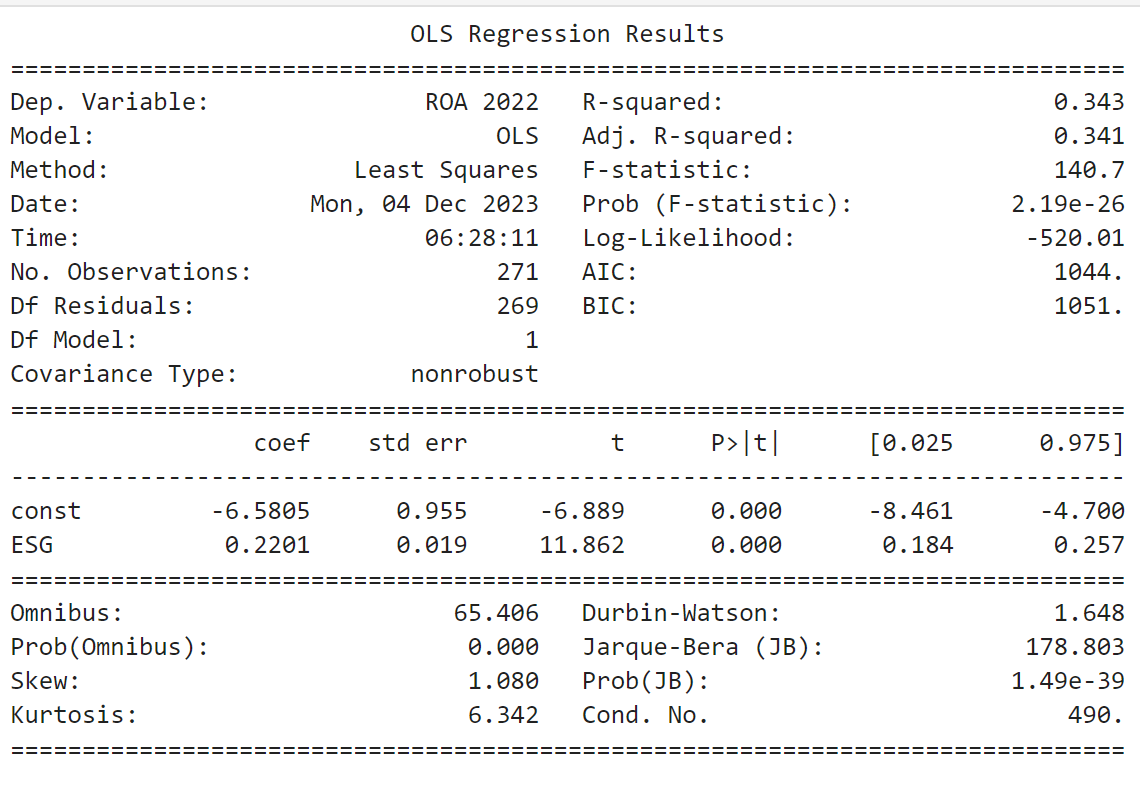 OLS Regression Results
==============================================================================
Dep. Variable:               ROA 2022   R-squared:                       0.343
Model:                            OLS   Adj. R-squared:                  0.341
Method:                 Least Squares   F-statistic:                     140.7
Date:                Mon, 04 Dec 2023   Prob (F-statistic):           2.19e-26
Time:                        06:28:11   Log-Likelihood:                -520.01
No. Observations:                 271   AIC:                             1044.
Df Residuals:                     269   BIC:                             1051.
Df Model:                           1
Covariance Type:            nonrobust
==============================================================================
                 coef    std err          t      P>|t|      [0.025      0.975]
------------------------------------------------------------------------------
const         -6.5805      0.955     -6.889      0.000      -8.461      -4.700
ESG            0.2201      0.019     11.862      0.000       0.184       0.257
==============================================================================
Omnibus:                       65.406   Durbin-Watson:                   1.648
Prob(Omnibus):                  0.000   Jarque-Bera (JB):              178.803
Skew:                           1.080   Prob(JB):                     1.49e-39
Kurtosis:                       6.342   Cond. No.                         490.
==============================================================================